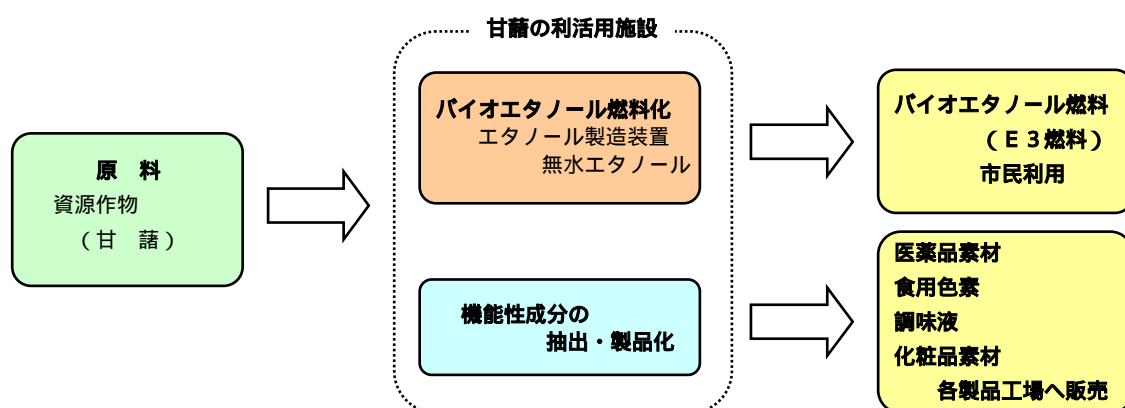 甘藷の利活用施設
原　料
資源作物
（甘　藷）
バイオエタノール燃料化
エタノール製造装置
無水エタノール
機能性成分の
抽出・製品化
バイオエタノール燃料
（Ｅ３燃料）
市民利用
医薬品素材
食用色素
調味液
化粧品素材
各製品工場へ販売